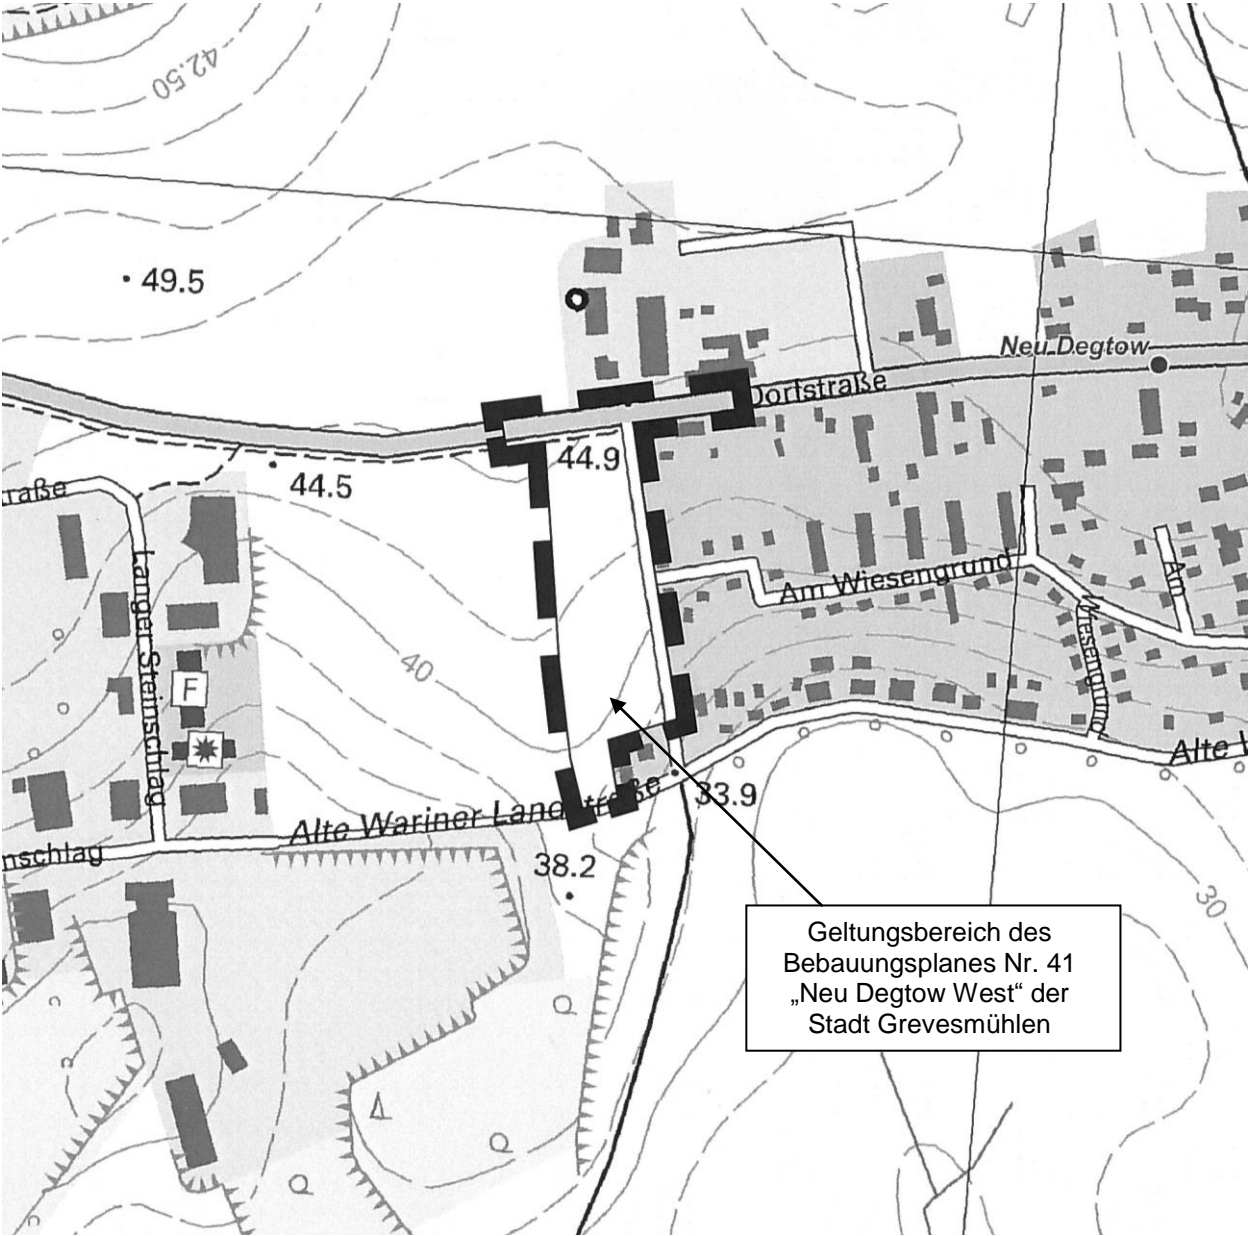 42.50
49.5
Neu Degtow
Dorfstraße
44.9
44.5
raße
Am Wiesengrund
Am
Langer Steinschlag
Wiesengrund
40
F
Alte W
Alte Wariner Landstraße
33.9
nschlag
38.2
30
Geltungsbereich des
Bebauungsplanes Nr. 41
„Neu Degtow West“ der
Stadt Grevesmühlen